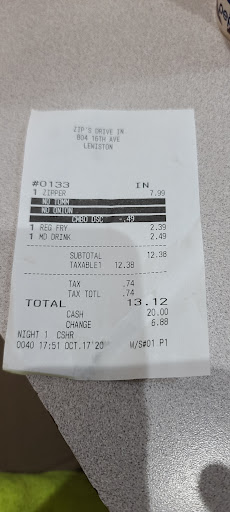 ZIP'S DRIVE IN
804 16TH AVE
LEWISTON
#0133 IN
1 ZIPPER 7.99
NO TOMM
NO ONION
CMBO DSC -.49
1 REG FRY 2.39
1 MD DRINK 2.49
SUBTOTAL 12.38
TAXABLE1 12.38
TAX .74
TAX TOTL .74
TOTAL 13.12
CASH 20.00
CHANGE 6.88
NIGHT 1 CSHR
0040 17:51 OCT.17'20 M/S#01 P1